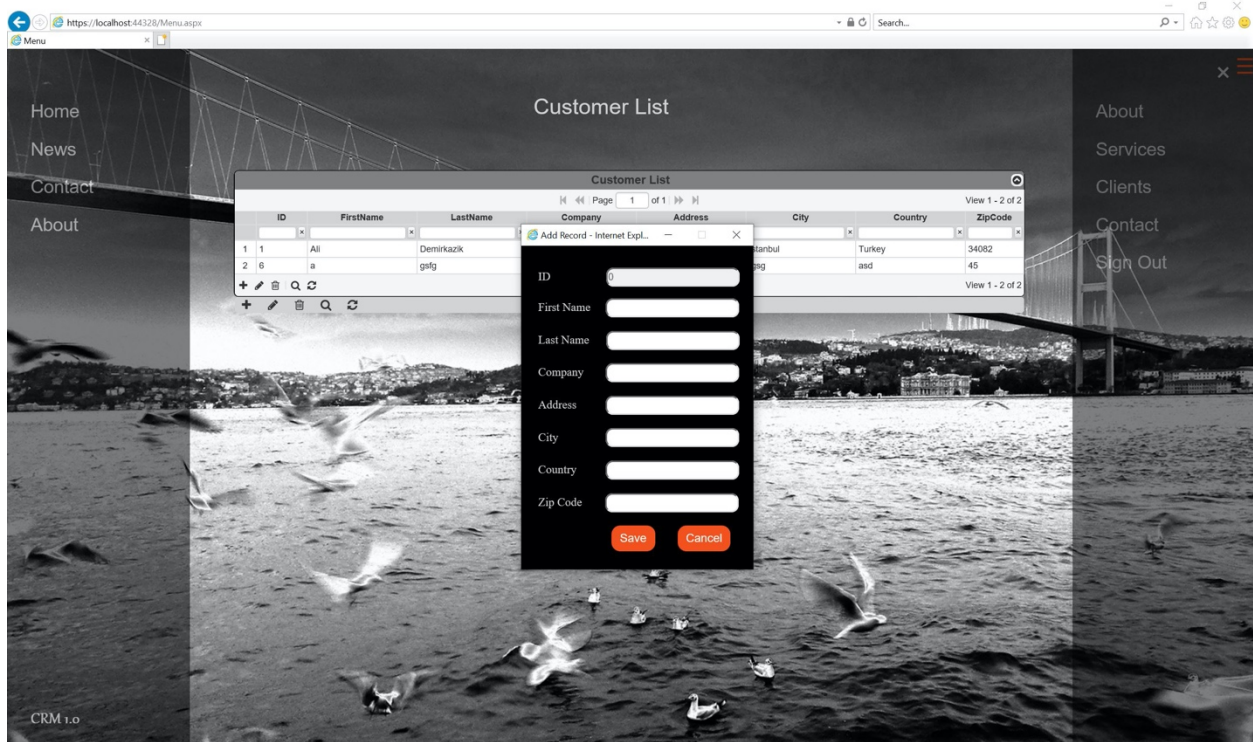 https://localhost:44328/Menu.aspx
Search...
Menu
Home
News
Contact
About
Customer List
About
Services
Clients
Contact
Sign Out
Customer List
Page 1 of 1
View 1 - 2 of 2
ID FirstName LastName Company Address City Country ZipCode
1 1 Ali Demirkazik Turkey 34082
2 6 a gsfg asd 45
View 1 - 2 of 2
Add Record - Internet Expl...
ID 0
First Name
Last Name
Company
Address
City
Country
Zip Code
Save Cancel
CRM 1.0